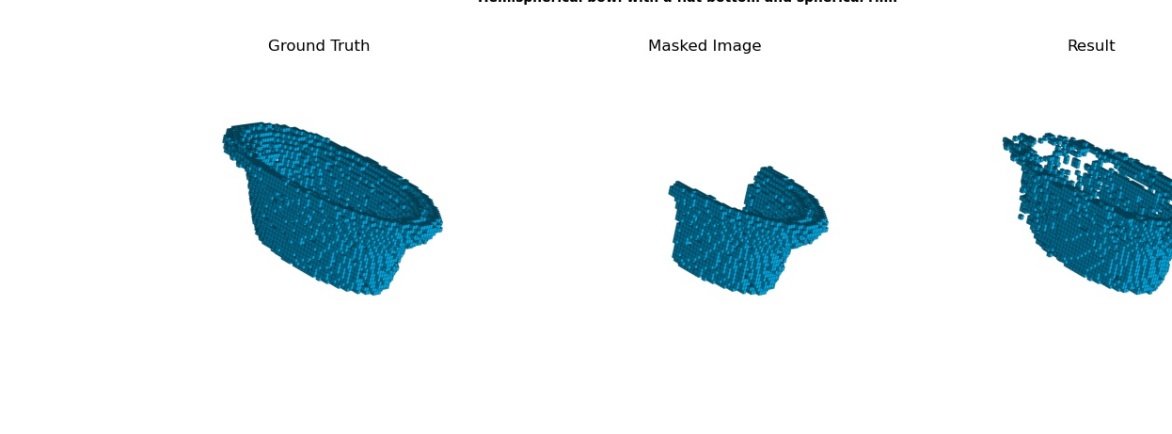 Hemispherical bowl with a flat bottom and spherical rim.
Ground Truth
Masked Image
Result